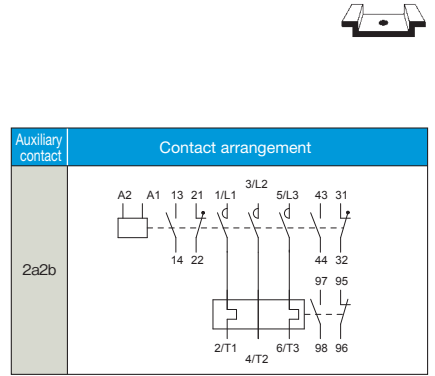 Auxiliary
contact
Contact arrangement
2a2b
3/L2
A2 A1 13 21 1/L1 5/L3 43 31
14 22 44 32
97 95
2/T1 6/T3 98 96
4/T2